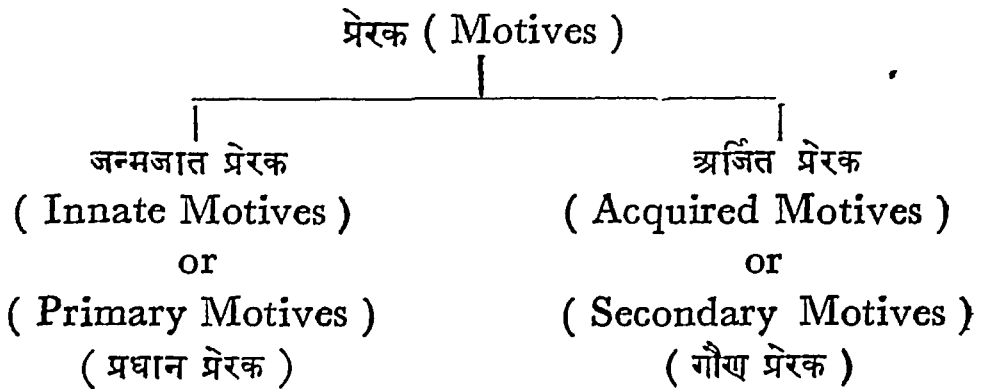 प्रेरक ( Motives )
जन्मजात प्रेरक
( Innate Motives )
or
( Primary Motives )
( प्रधान प्रेरक )
अर्जित प्रेरक
( Acquired Motives )
or
( Secondary Motives )
( गौण प्रेरक )